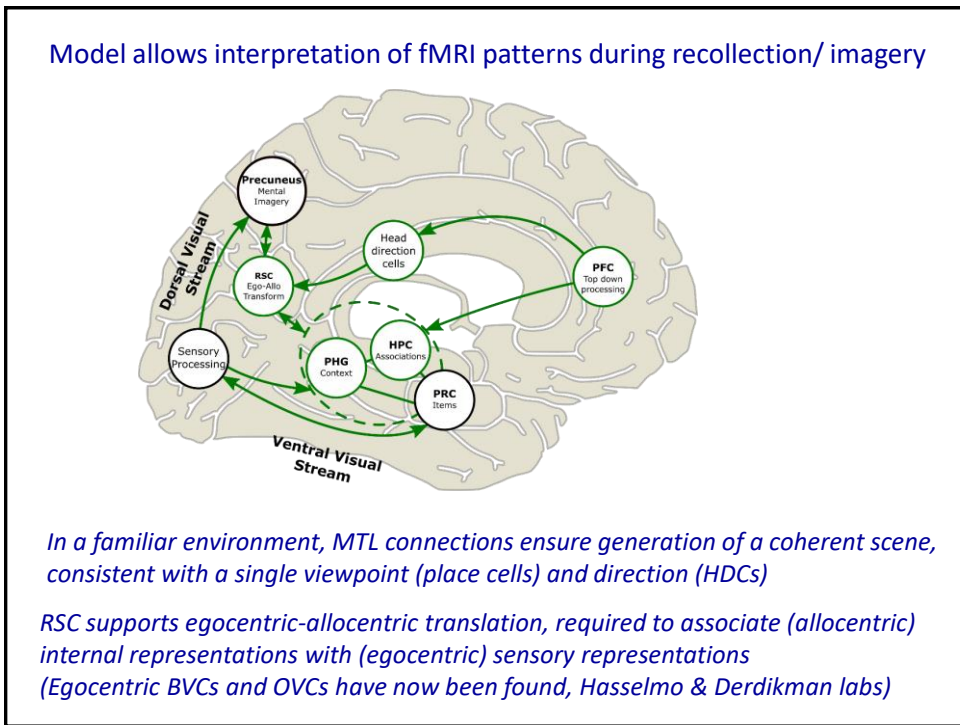 Model allows interpretation of fMRI patterns during recollection/ imagery
Precuneus
Mental
Imagery
Dorsal Visual
Stream
Head
direction
cells
PFC
Top down
processing
RSC
Ego-Allo
Transform
Sensory
Processing
HPC
Associations
PHG
Context
PRC
Items
Ventral Visual
Stream
In a familiar environment, MTL connections ensure generation of a coherent scene,
consistent with a single viewpoint (place cells) and direction (HDCs)
RSC supports egocentric-allocentric translation, required to associate (allocentric)
internal representations with (egocentric) sensory representations
(Egocentric BVCs and OVCs have now been found, Hasselmo & Derdikman labs)